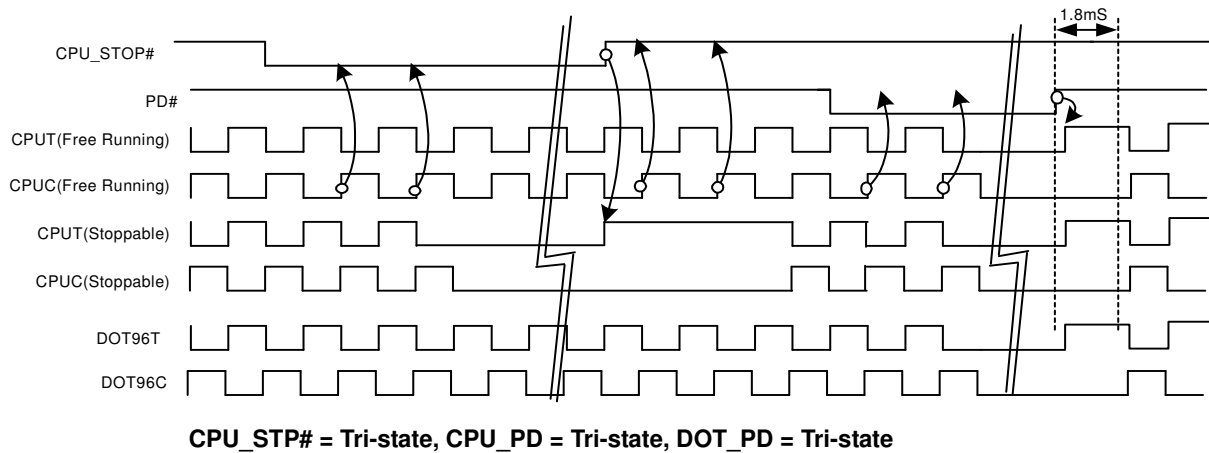 1.8mS
CPU_STOP#
PD#
CPUT(Free Running)
CPUC(Free Running)
CPUT(Stoppable)
CPUC(Stoppable)
DOT96T
DOT96C
CPU_STP# = Tri-state, CPU_PD = Tri-state, DOT_PD = Tri-state